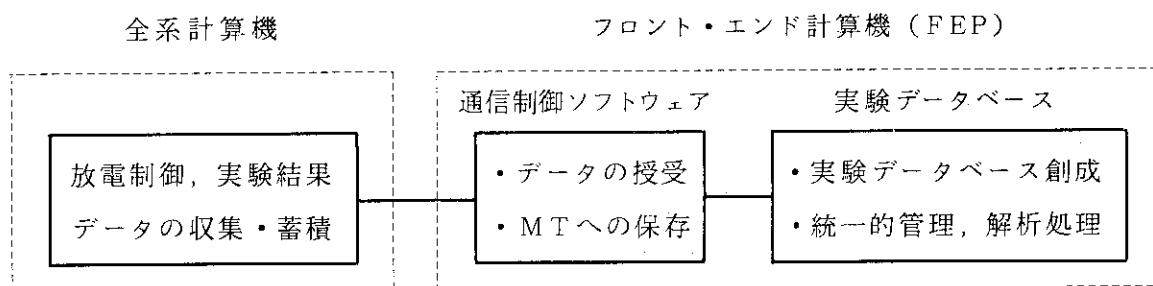 全系計算機
フロント・エンド計算機（FEP）
通信制御ソフトウェア
実験データベース
放電制御，実験結果
データの収集・蓄積
・データの授受
・MTへの保存
・実験データベース創成
・統一的管理，解析処理